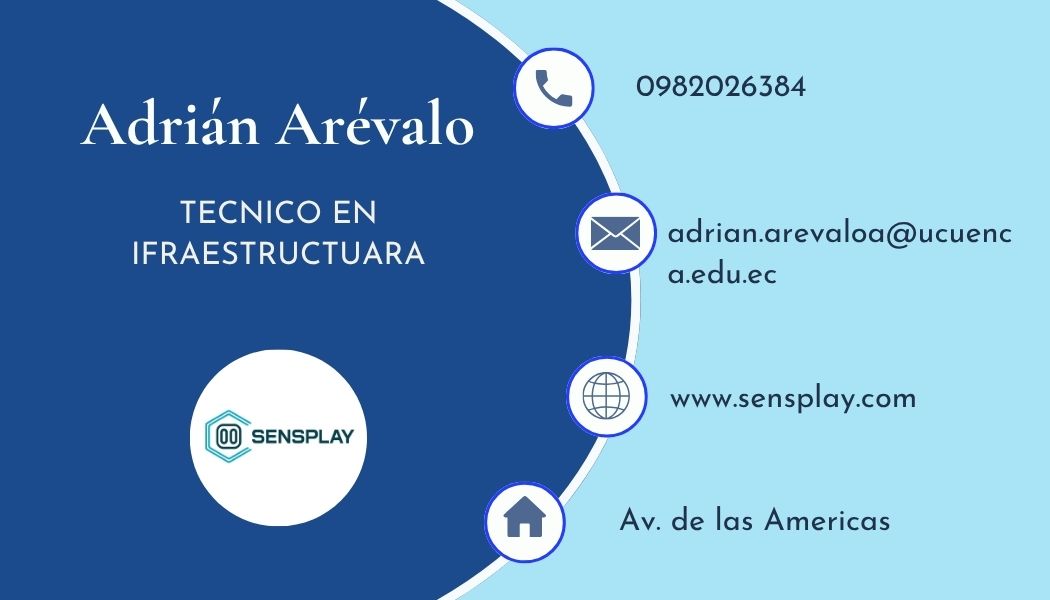 Adrián Arévalo
TECNICO EN
IFRAESTRUCTUARA
SENSPLAY
0982026384
adrian.arevaloa@ucuenc
a.edu.ec
www.sensplay.com
Av. de las Americas